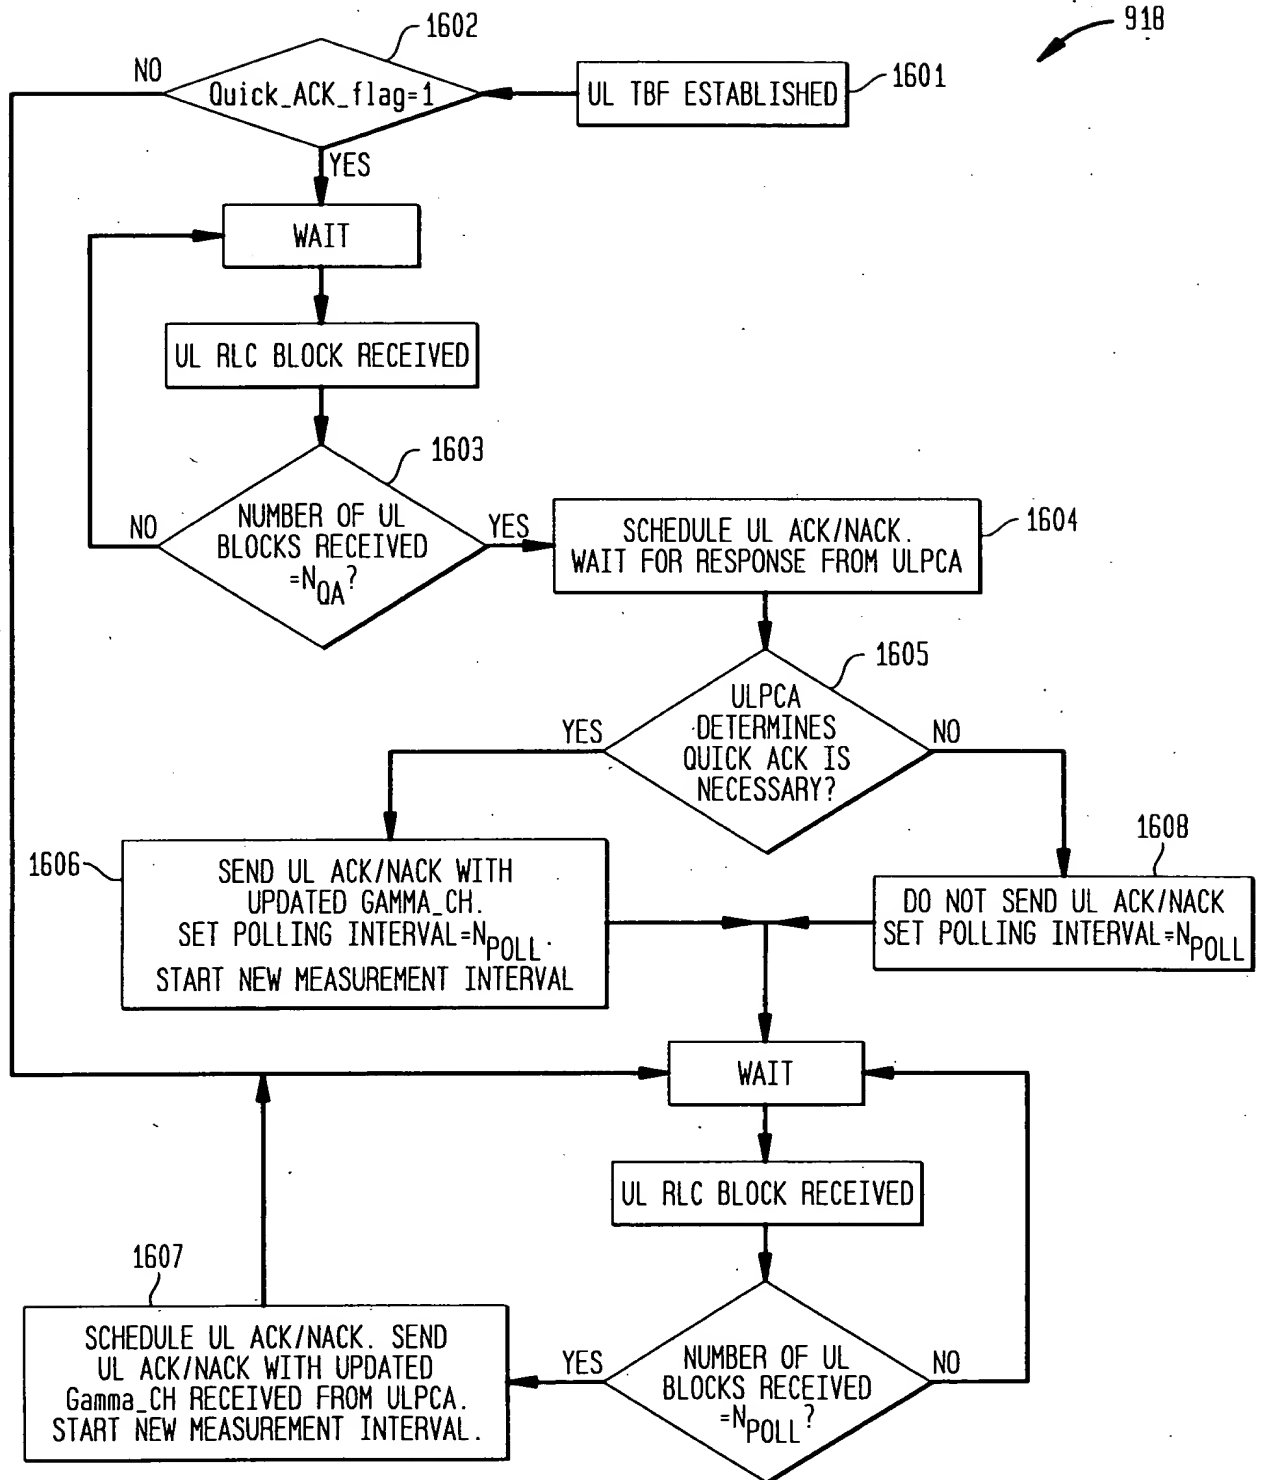 918
1602
NO
Quick_ACK_flag=1
UL TBF ESTABLISHED
1601
YES
WAIT
UL RLC BLOCK RECEIVED
1603
NUMBER OF UL
BLOCKS RECEIVED
=NQA?
NO
YES
SCHEDULE UL ACK/NACK.
WAIT FOR RESPONSE FROM ULPCA
1604
1605
ULPCA
DETERMINES
QUICK ACK IS
NECESSARY?
YES
NO
1606
SEND UL ACK/NACK WITH
UPDATED GAMMA_CH.
SET POLLING INTERVAL=NPOLL.
START NEW MEASUREMENT INTERVAL
1608
DO NOT SEND UL ACK/NACK
SET POLLING INTERVAL=NPOLL
WAIT
UL RLC BLOCK RECEIVED
1607
SCHEDULE UL ACK/NACK. SEND
UL ACK/NACK WITH UPDATED
Gamma_CH RECEIVED FROM ULPCA.
START NEW MEASUREMENT INTERVAL.
YES
NUMBER OF UL
BLOCKS RECEIVED
=NPOLL?
NO